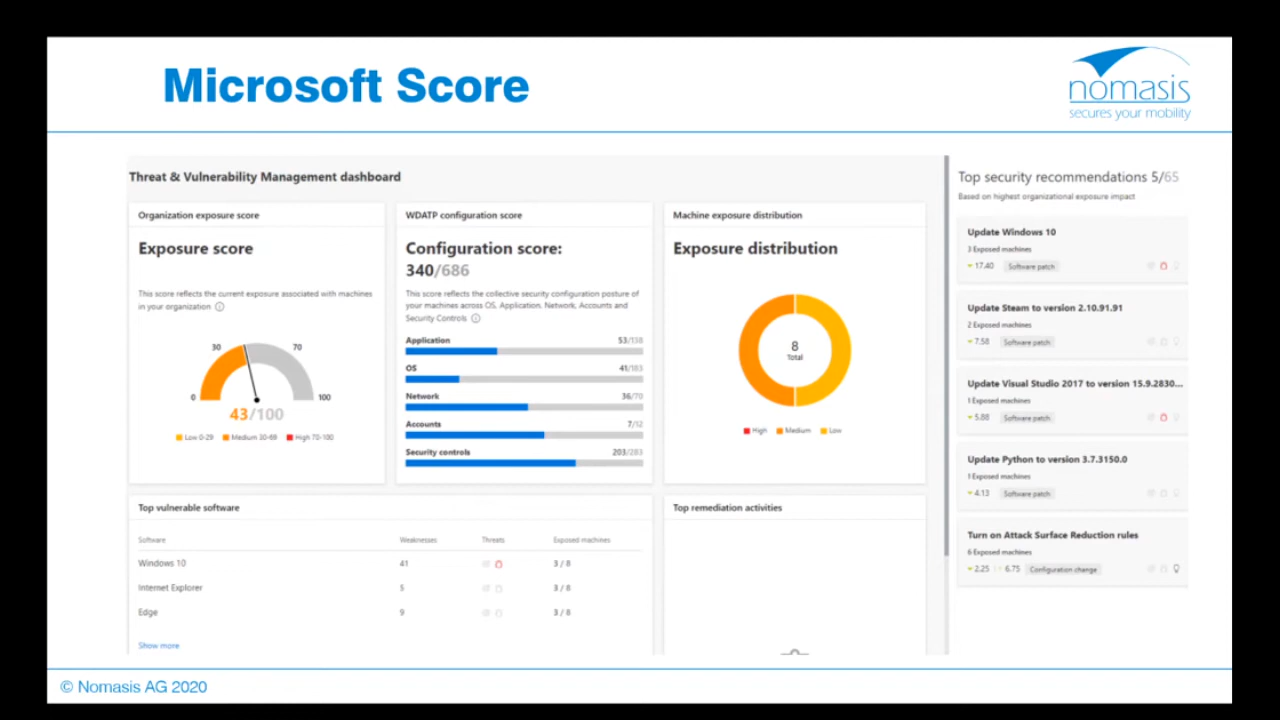 Microsoft Score
nomasis
secures your mobility
Threat & Vulnerability Management dashboard
Organization exposure score
Exposure score
This score reflects the current exposure associated with machines
in your organization
30
70
0
100
43/100
Low 0-29
Medium 30-69
High 70-100
WDATP configuration score
Configuration score:
340/686
This score reflects the collective security configuration posture of
your machines across OS, Application, Network, Accounts and
Security Controls
Application 53/138
OS 41/183
Network 36/70
Accounts 7/12
Security controls 203/283
Machine exposure distribution
Exposure distribution
8
Total
High
Medium
Low
Top vulnerable software
Software Weaknesses Threats Exposed machines
Windows 10 41 3 / 8
Internet Explorer 5 3 / 8
Edge 9 3 / 8
Show more
Top remediation activities
Top security recommendations 5/65
Based on highest organizational exposure impact
Update Windows 10
3 Exposed machines
17.40 Software patch
Update Steam to version 2.10.91.91
2 Exposed machines
7.58 Software patch
Update Visual Studio 2017 to version 15.9.2830...
1 Exposed machines
5.88 Software patch
Update Python to version 3.7.3150.0
1 Exposed machines
4.13 Software patch
Turn on Attack Surface Reduction rules
6 Exposed machines
2.25 6.75 Configuration change
© Nomasis AG 2020